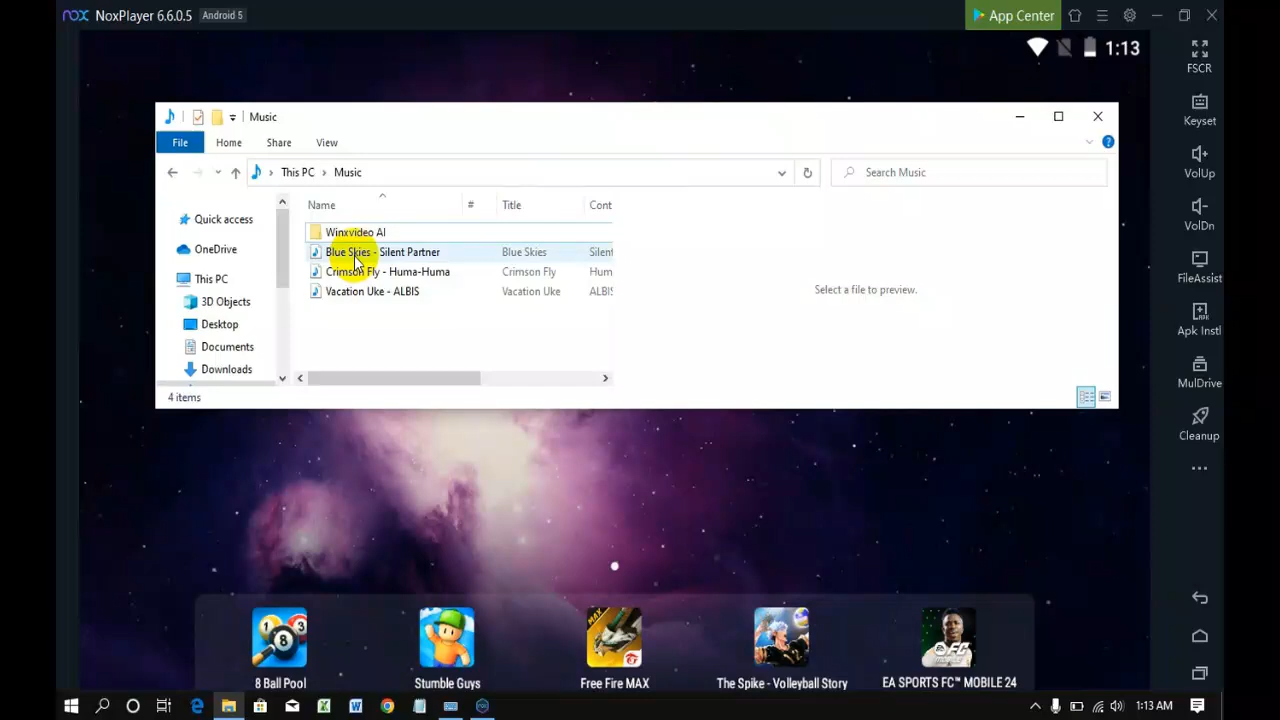 nox NoxPlayer 6.6.0.5 Android 5
App Center
1:13
FSCR
Keyset
VolUp
VolDn
FileAssist
Apk Instl
MulDrive
Cleanup
Music
File Home Share View
This PC > Music
Search Music
Name # Title Cont
Winxvideo AI
Blue Skies - Silent Partner Blue Skies Silent
Crimson Fly - Huma-Huma Crimson Fly Hum
Vacation Uke - ALBIS Vacation Uke ALBIS
Quick access
OneDrive
This PC
3D Objects
Desktop
Documents
Downloads
Select a file to preview.
4 items
8 Ball Pool
Stumble Guys
MAX
Free Fire MAX
The Spike - Volleyball Story
FC
EA SPORTS FC™ MOBILE 24
1:13 AM